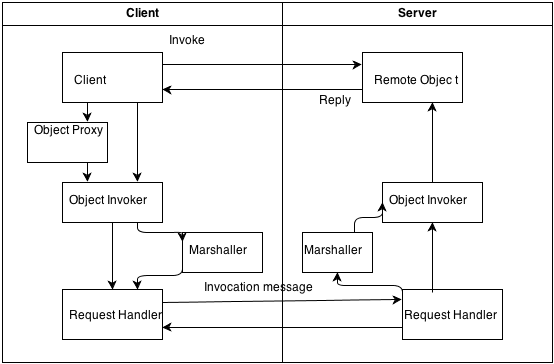 Client
Server
Invoke
Client
Remote Objec t
Reply
Object Proxy
Object Invoker
Object Invoker
Marshaller
Marshaller
Invocation message
Request Handler
Request Handler